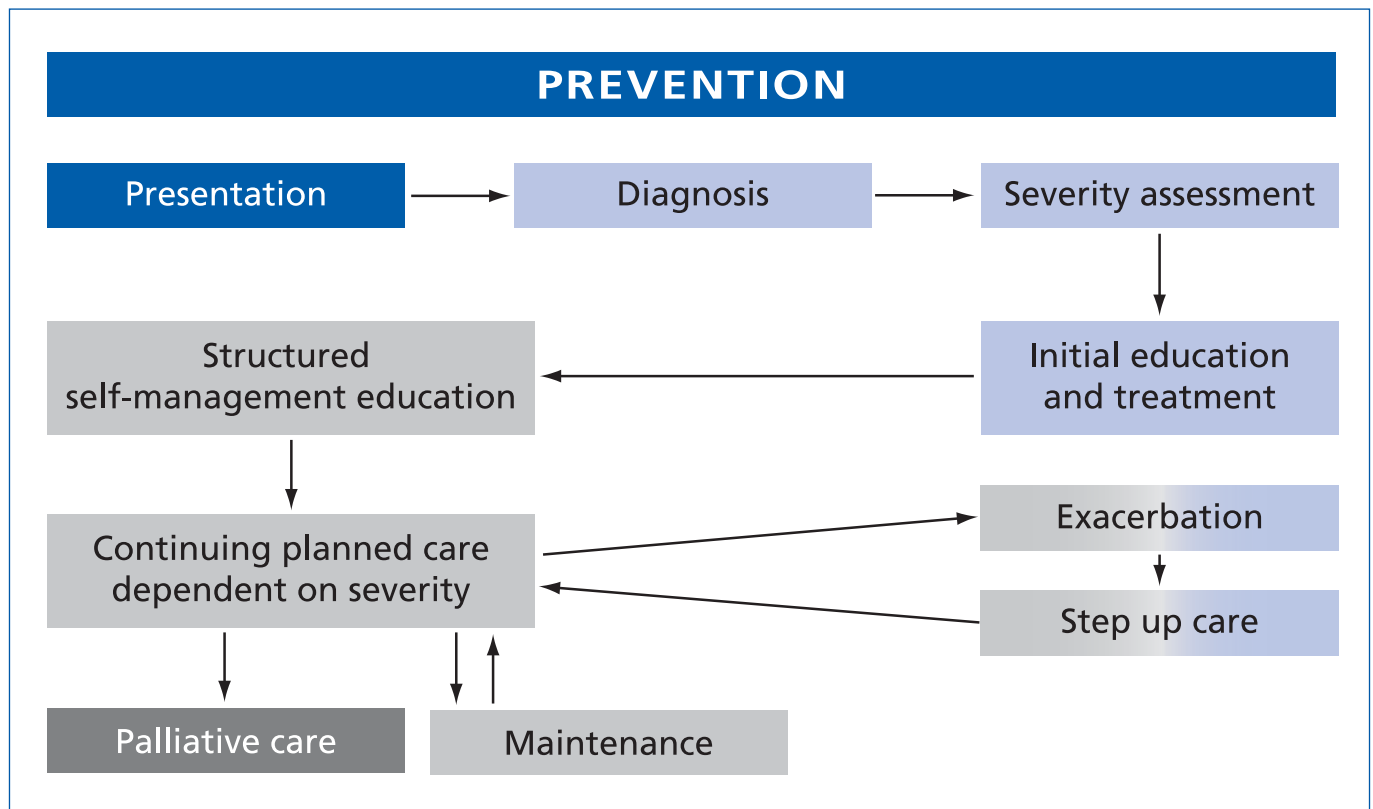 PREVENTION
Presentation
Diagnosis
Severity assessment
Structured
self-management education
Initial education
and treatment
Continuing planned care
dependent on severity
Exacerbation
Step up care
Palliative care
Maintenance